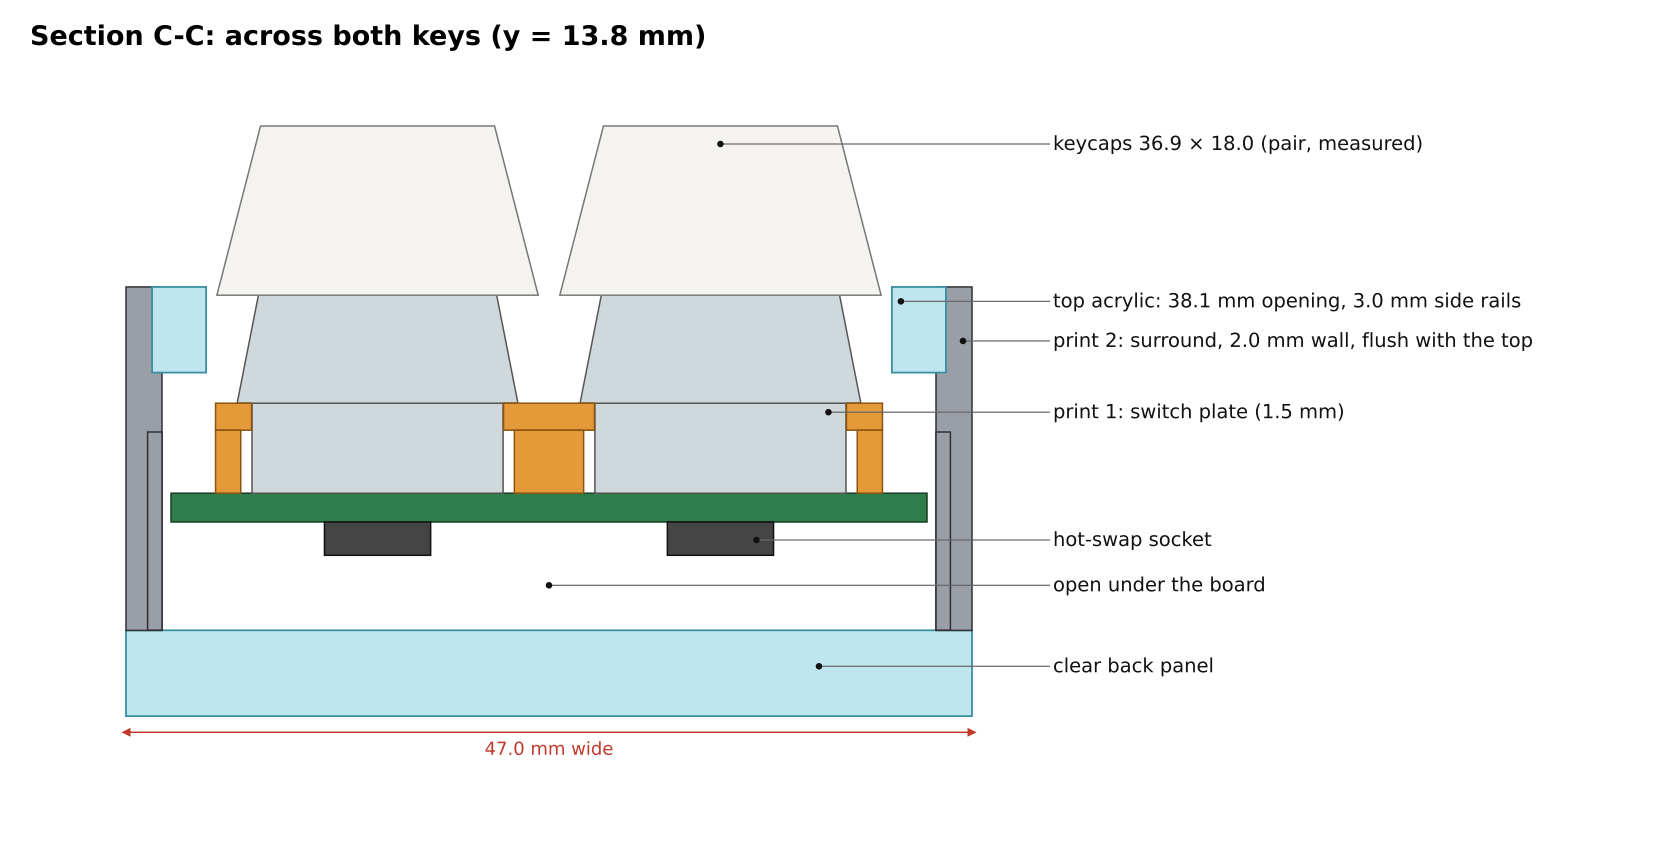 Section C-C: across both keys (y = 13.8 mm)
keycaps 36.9 × 18.0 (pair, measured)
top acrylic: 38.1 mm opening, 3.0 mm side rails
print 2: surround, 2.0 mm wall, flush with the top
print 1: switch plate (1.5 mm)
hot-swap socket
open under the board
clear back panel
47.0 mm wide